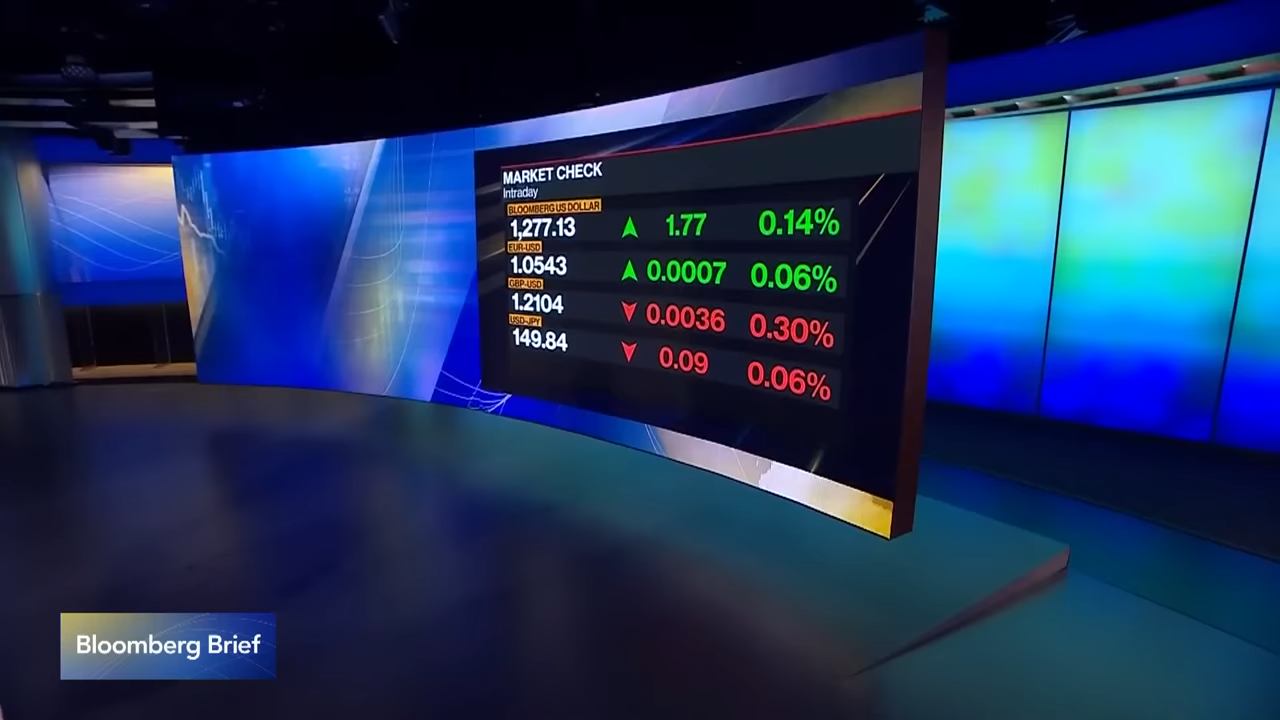 MARKET CHECK
Intraday
BLOOMBERG US DOLLAR
1,277.13 ▲ 1.77 0.14%
EUR-USD
1.0543 ▲ 0.0007 0.06%
GBP-USD
1.2104 ▼ 0.0036 0.30%
USD-JPY
149.84 ▼ 0.09 0.06%
Bloomberg Brief